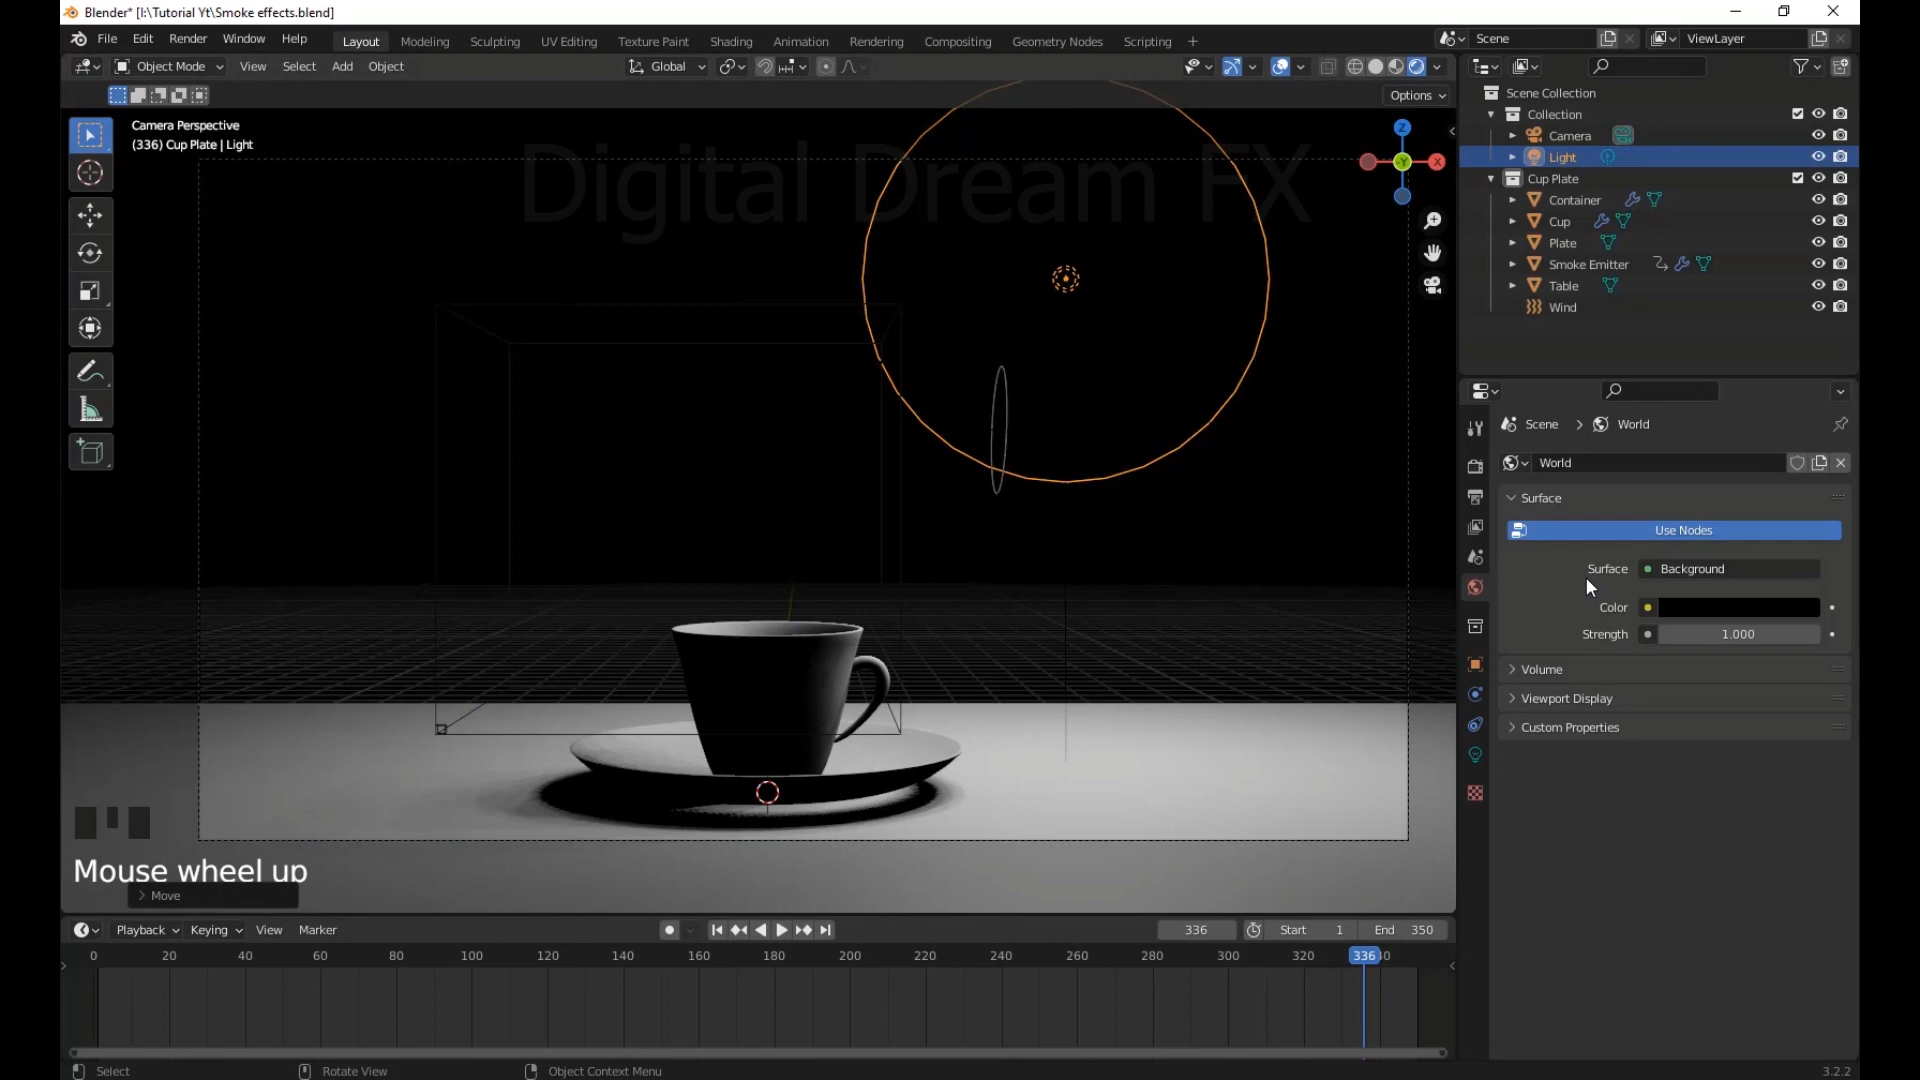 Blender* [I:\Tutorial Yt\Smoke effects.blend]
File Edit Render Window Help Layout Modeling Sculpting UV Editing Texture Paint Shading Animation Rendering Compositing Geometry Nodes Scripting Scene ViewLayer
Object Mode View Select Add Object Global
Options
Camera Perspective
(336) Cup Plate | Light
Digital Dream FX
Z
Y
X
Scene Collection
Collection
Camera
Light
Cup Plate
Container
Cup
Plate
Smoke Emitter
Table
Wind
Scene > World
World
Surface
Use Nodes
Surface Background
Color
Strength 1.000
Volume
Viewport Display
Custom Properties
Mouse wheel up
Move
Playback Keying View Marker 336 Start 1 End 350
0 20 40 60 80 100 120 140 160 180 200 220 240 260 280 300 320 336
Select Rotate View Object Context Menu 3.2.2